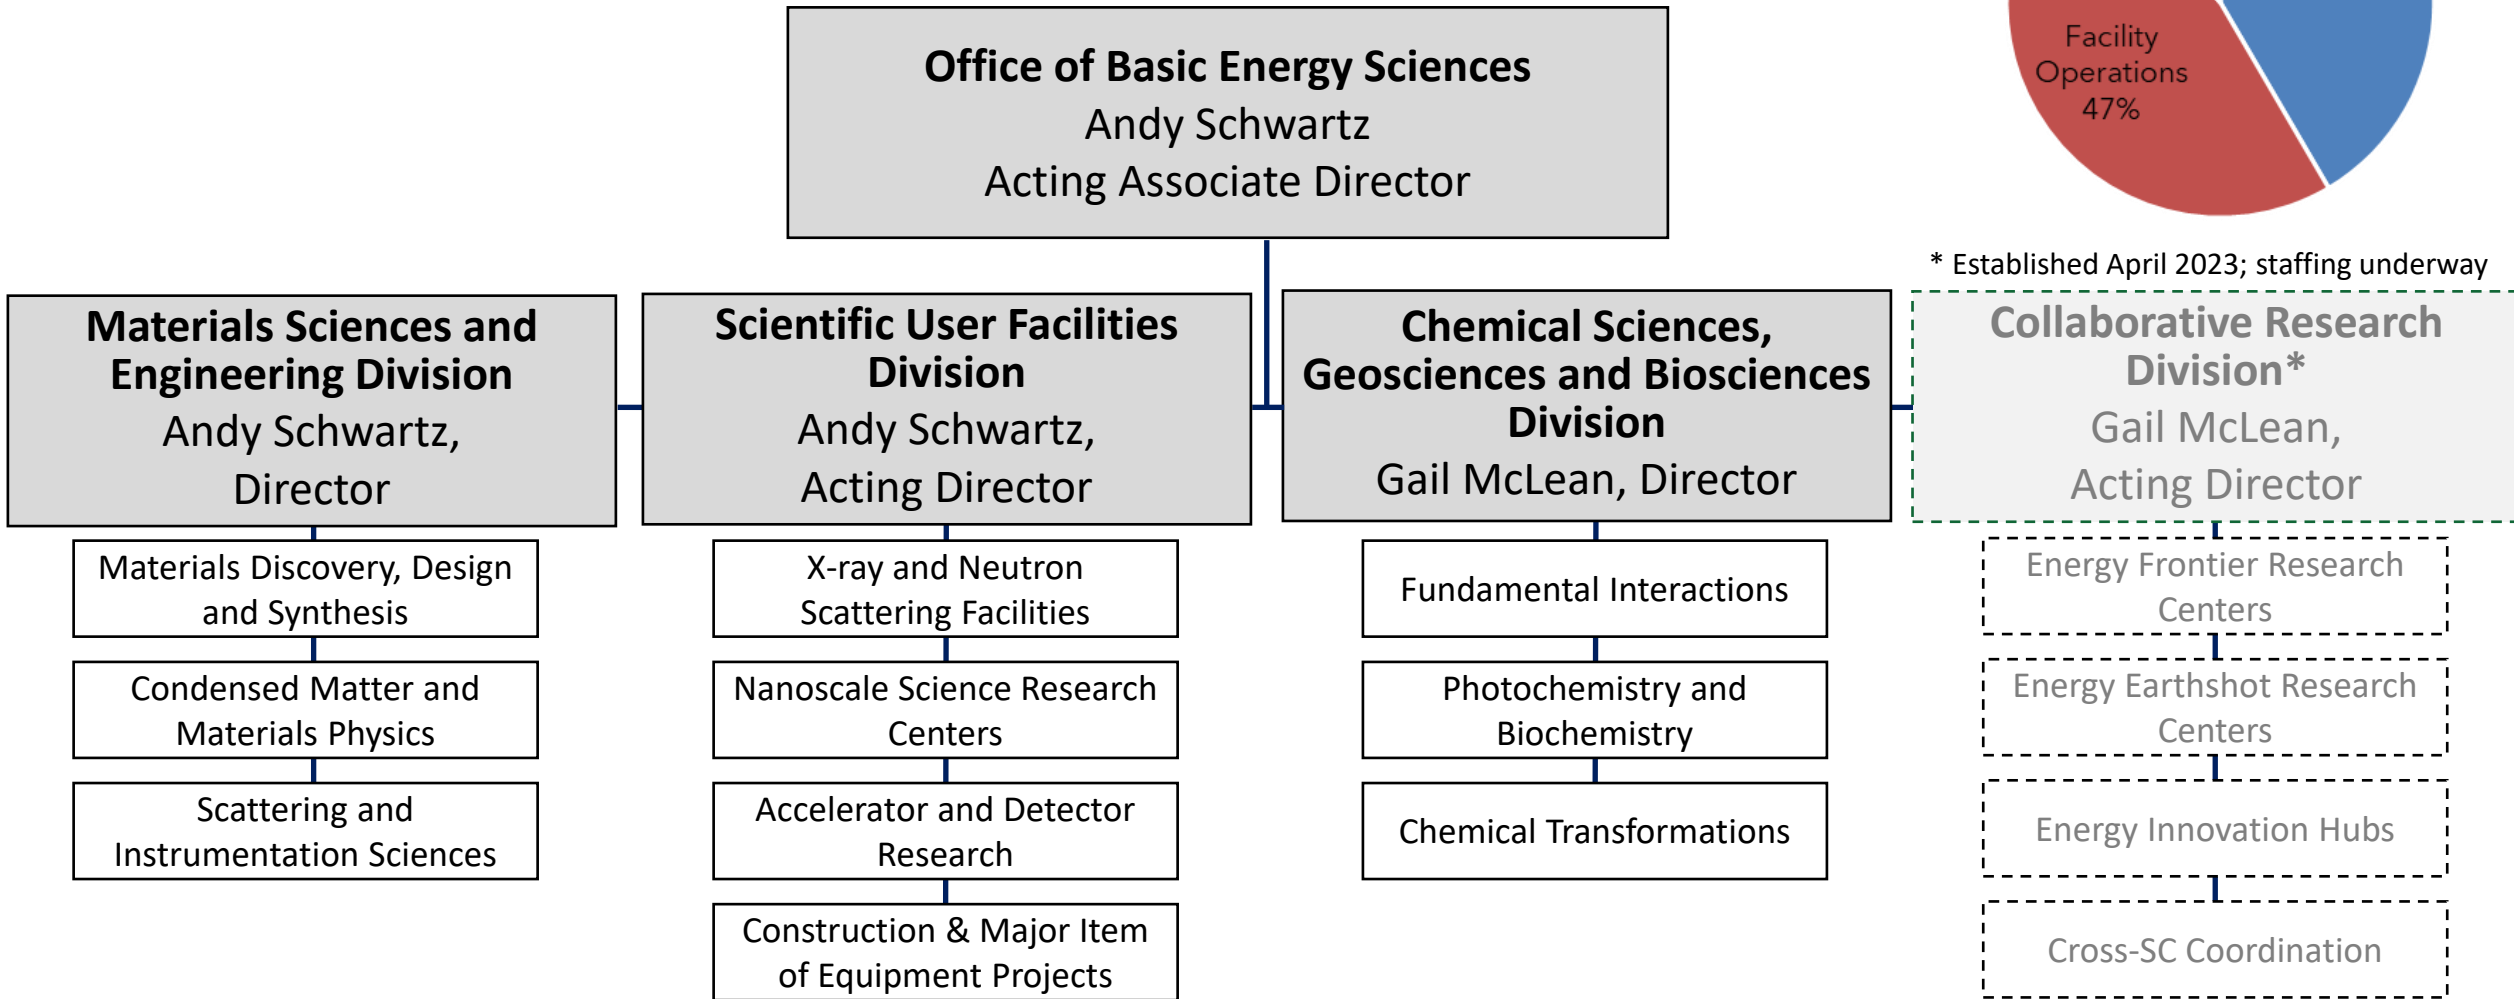 Office of Basic Energy Sciences
Andy Schwartz
Acting Associate Director
Facility
Operations
47%
* Established April 2023; staffing underway
Materials Sciences and
Engineering Division
Andy Schwartz,
Director
Materials Discovery, Design
and Synthesis
Condensed Matter and
Materials Physics
Scattering and
Instrumentation Sciences
Scientific User Facilities
Division
Andy Schwartz,
Acting Director
X-ray and Neutron
Scattering Facilities
Nanoscale Science Research
Centers
Accelerator and Detector
Research
Construction & Major Item
of Equipment Projects
Chemical Sciences,
Geosciences and Biosciences
Division
Gail McLean, Director
Fundamental Interactions
Photochemistry and
Biochemistry
Chemical Transformations
Collaborative Research
Division*
Gail McLean,
Acting Director
Energy Frontier Research
Centers
Energy Earthshot Research
Centers
Energy Innovation Hubs
Cross-SC Coordination